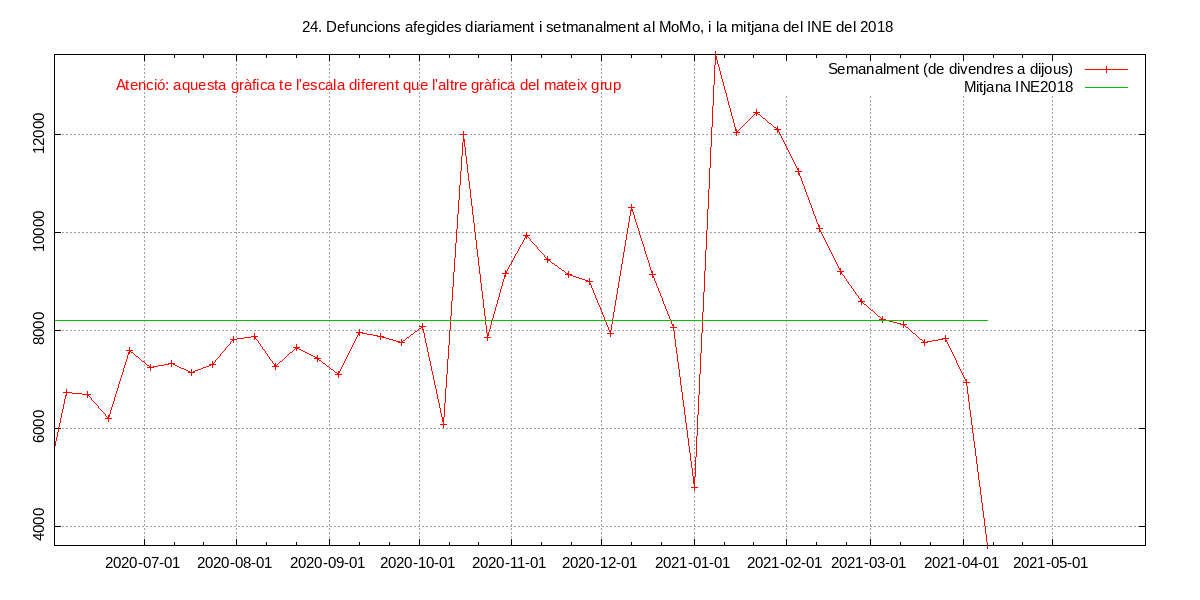 24. Defuncions afegides diariament i setmanalment al MoMo, i la mitjana del INE del 2018
Atenció: aquesta gràfica te l'escala diferent que l'altre gràfica del mateix grup
Semanalment (de divendres a dijous)
Mitjana INE2018
12000
10000
8000
6000
4000
2020-07-01 2020-08-01 2020-09-01 2020-10-01 2020-11-01 2020-12-01 2021-01-01 2021-02-01 2021-03-01 2021-04-01 2021-05-01